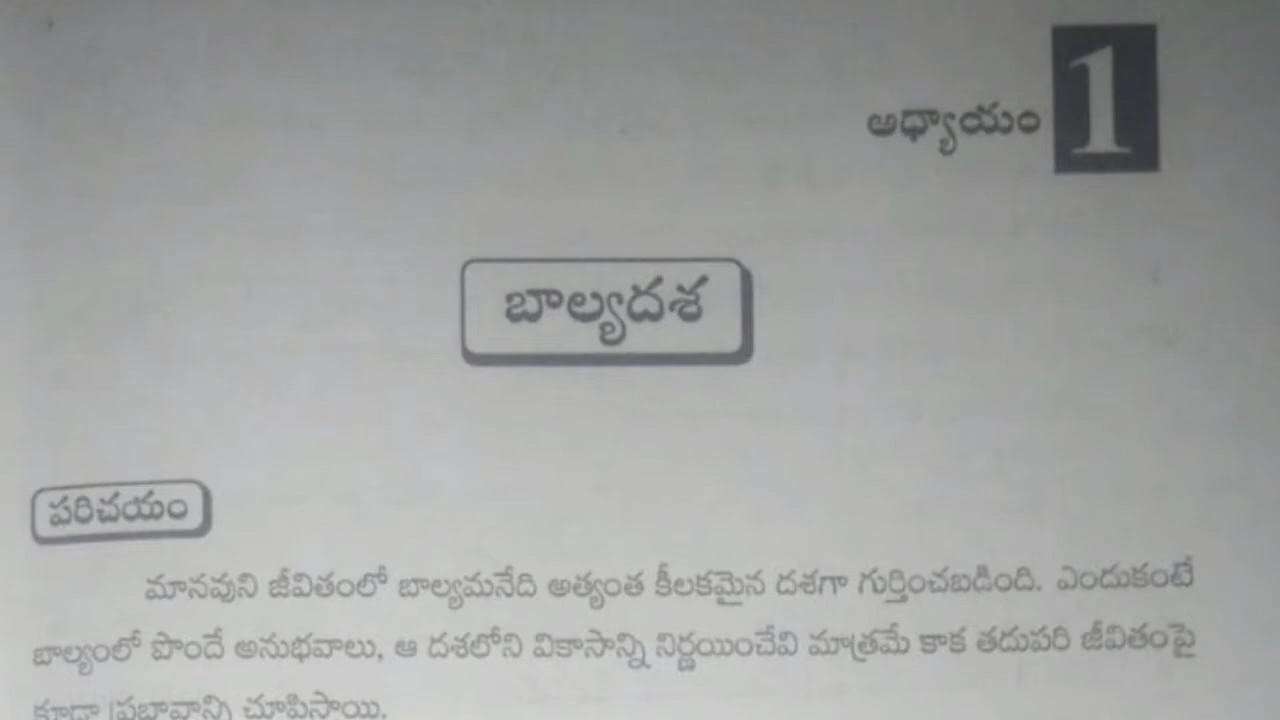 అధ్యాయం 1
బాల్యదశ
పరిచయం
మానవుని జీవితంలో బాల్యమనేది అత్యంత కీలకమైన దశగా గుర్తించబడింది. ఎందుకంటే
బాల్యంలో పొందే అనుభవాలు, ఆ దశలోని వికాసాన్ని నిర్ణయించేవి మాత్రమే కాక తదుపరి జీవితంపై
కూడా ప్రభావాన్ని చూపిస్తాయి.